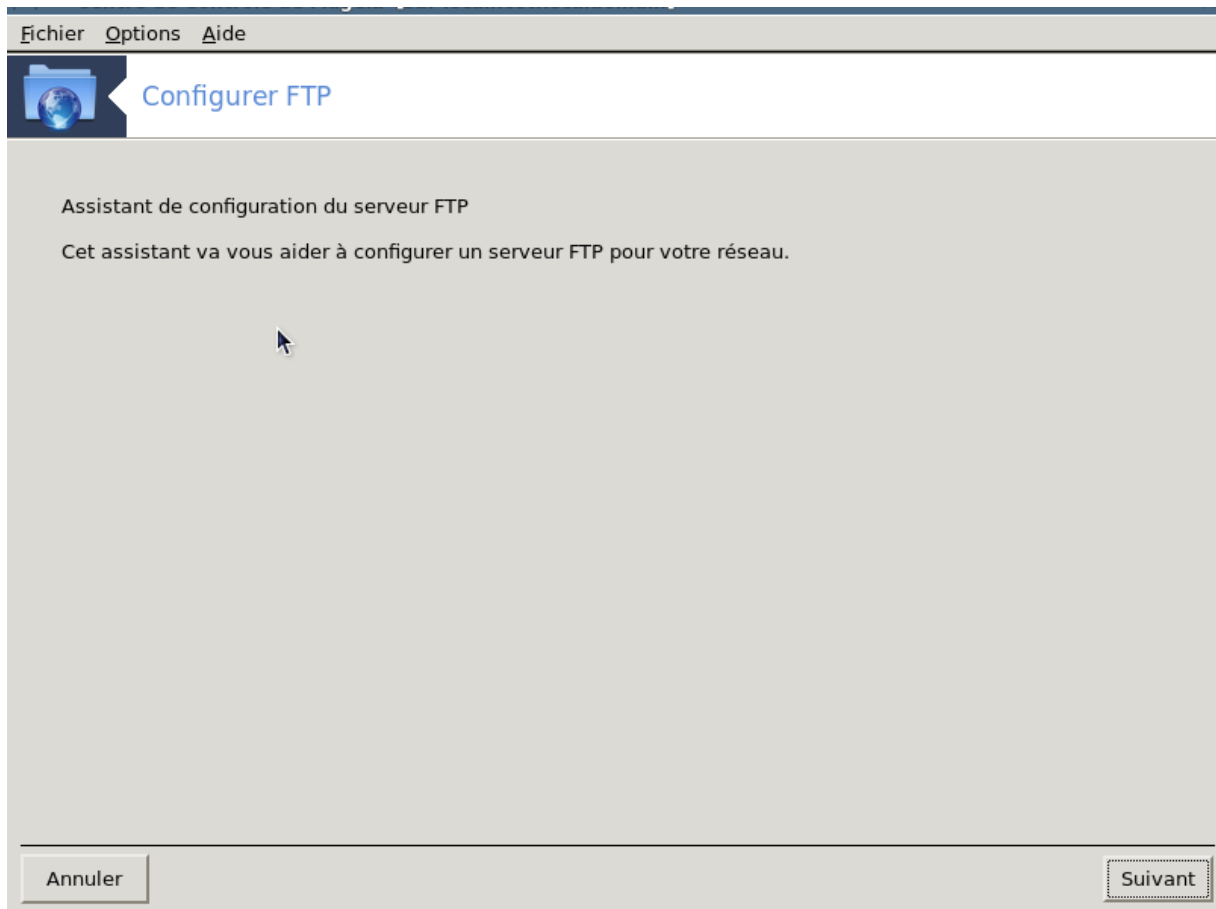 Fichier Options Aide
Configurer FTP
Assistant de configuration du serveur FTP
Cet assistant va vous aider à configurer un serveur FTP pour votre réseau.
Annuler
Suivant